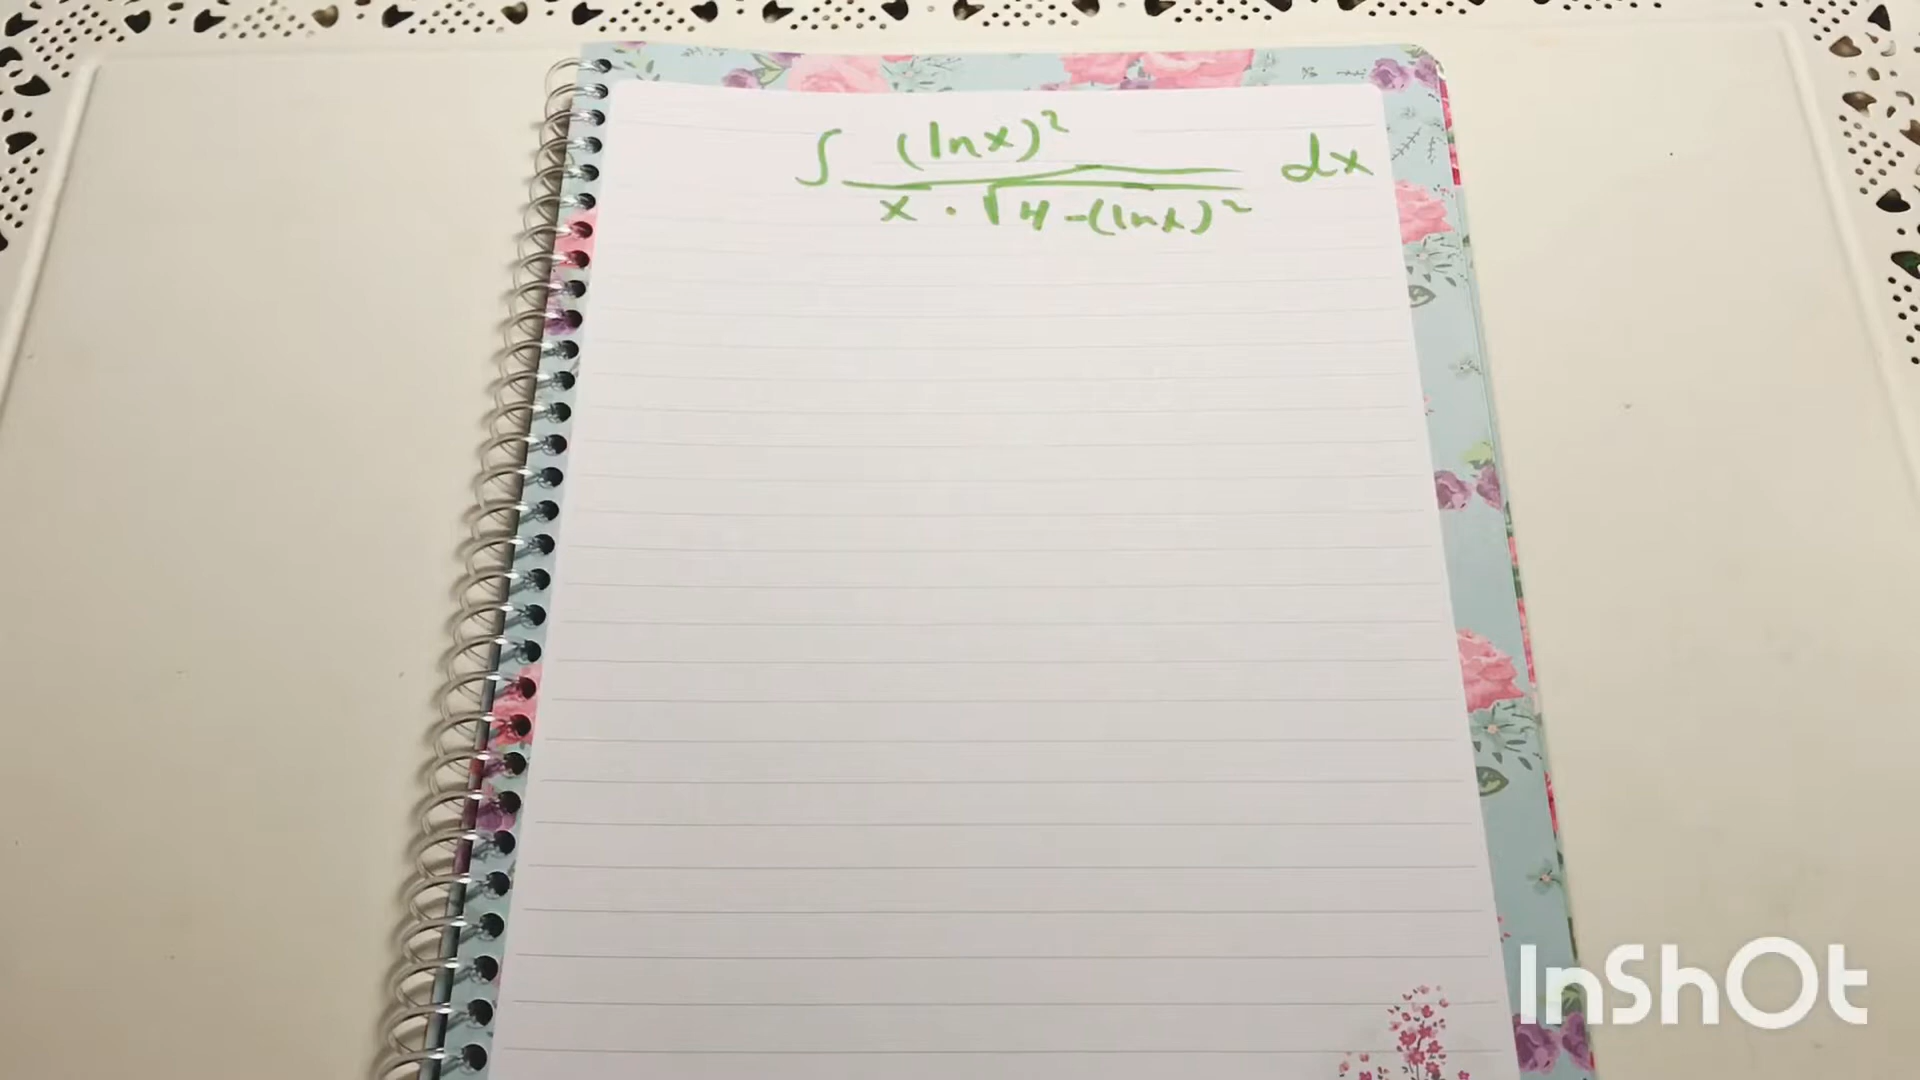 ∫ (lnx)² / x · √4-(lnx)² dx
InShOt